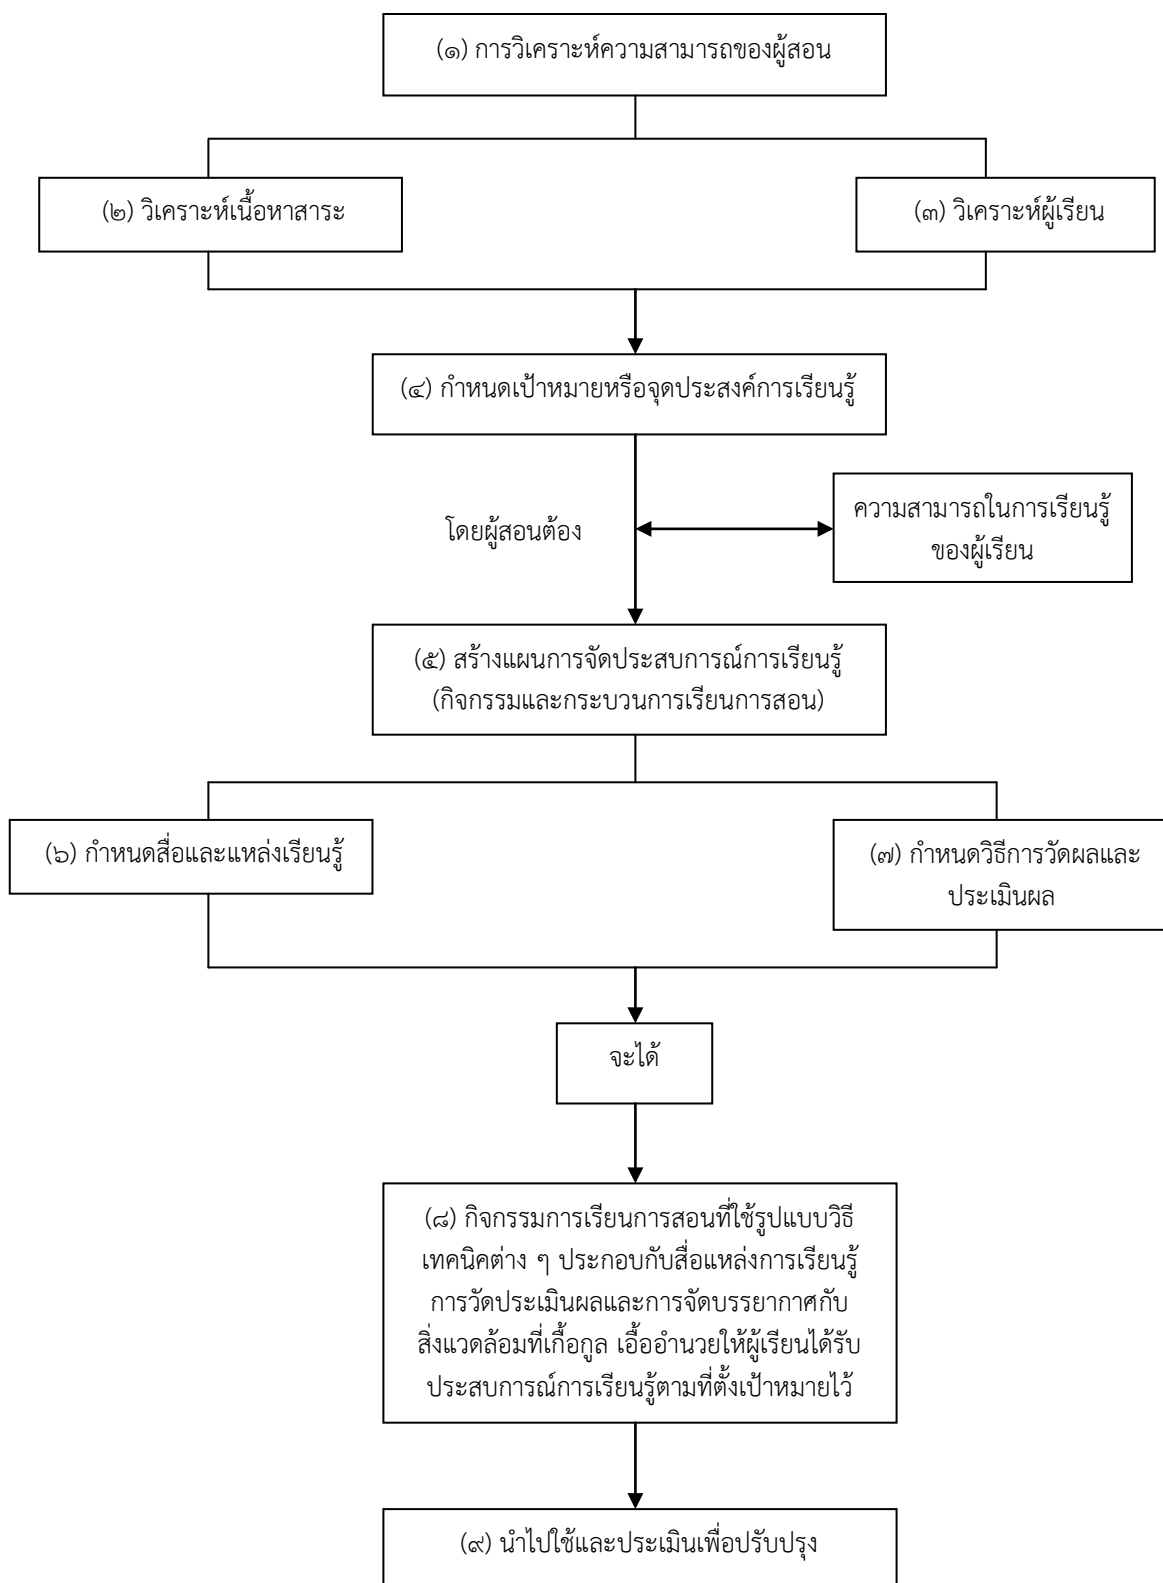 (๑) การวิเคราะห์ความสามารถของผู้สอน
(๒) วิเคราะห์เนื้อหาสาระ
(๓) วิเคราะห์ผู้เรียน
(๔) กำหนดเป้าหมายหรือจุดประสงค์การเรียนรู้
โดยผู้สอนต้อง
ความสามารถในการเรียนรู้
ของผู้เรียน
(๕) สร้างแผนการจัดประสบการณ์การเรียนรู้
(กิจกรรมและกระบวนการเรียนการสอน)
(๖) กำหนดสื่อและแหล่งเรียนรู้
(๗) กำหนดวิธีการวัดผลและ
ประเมินผล
จะได้
(๘) กิจกรรมการเรียนการสอนที่ใช้รูปแบบวิธี
เทคนิคต่าง ๆ ประกอบกับสื่อแหล่งการเรียนรู้
การวัดประเมินผลและการจัดบรรยากาศกับ
สิ่งแวดล้อมที่เกื้อกูล เอื้ออำนวยให้ผู้เรียนได้รับ
ประสบการณ์การเรียนรู้ตามที่ตั้งเป้าหมายไว้
(๙) นำไปใช้และประเมินเพื่อปรับปรุง